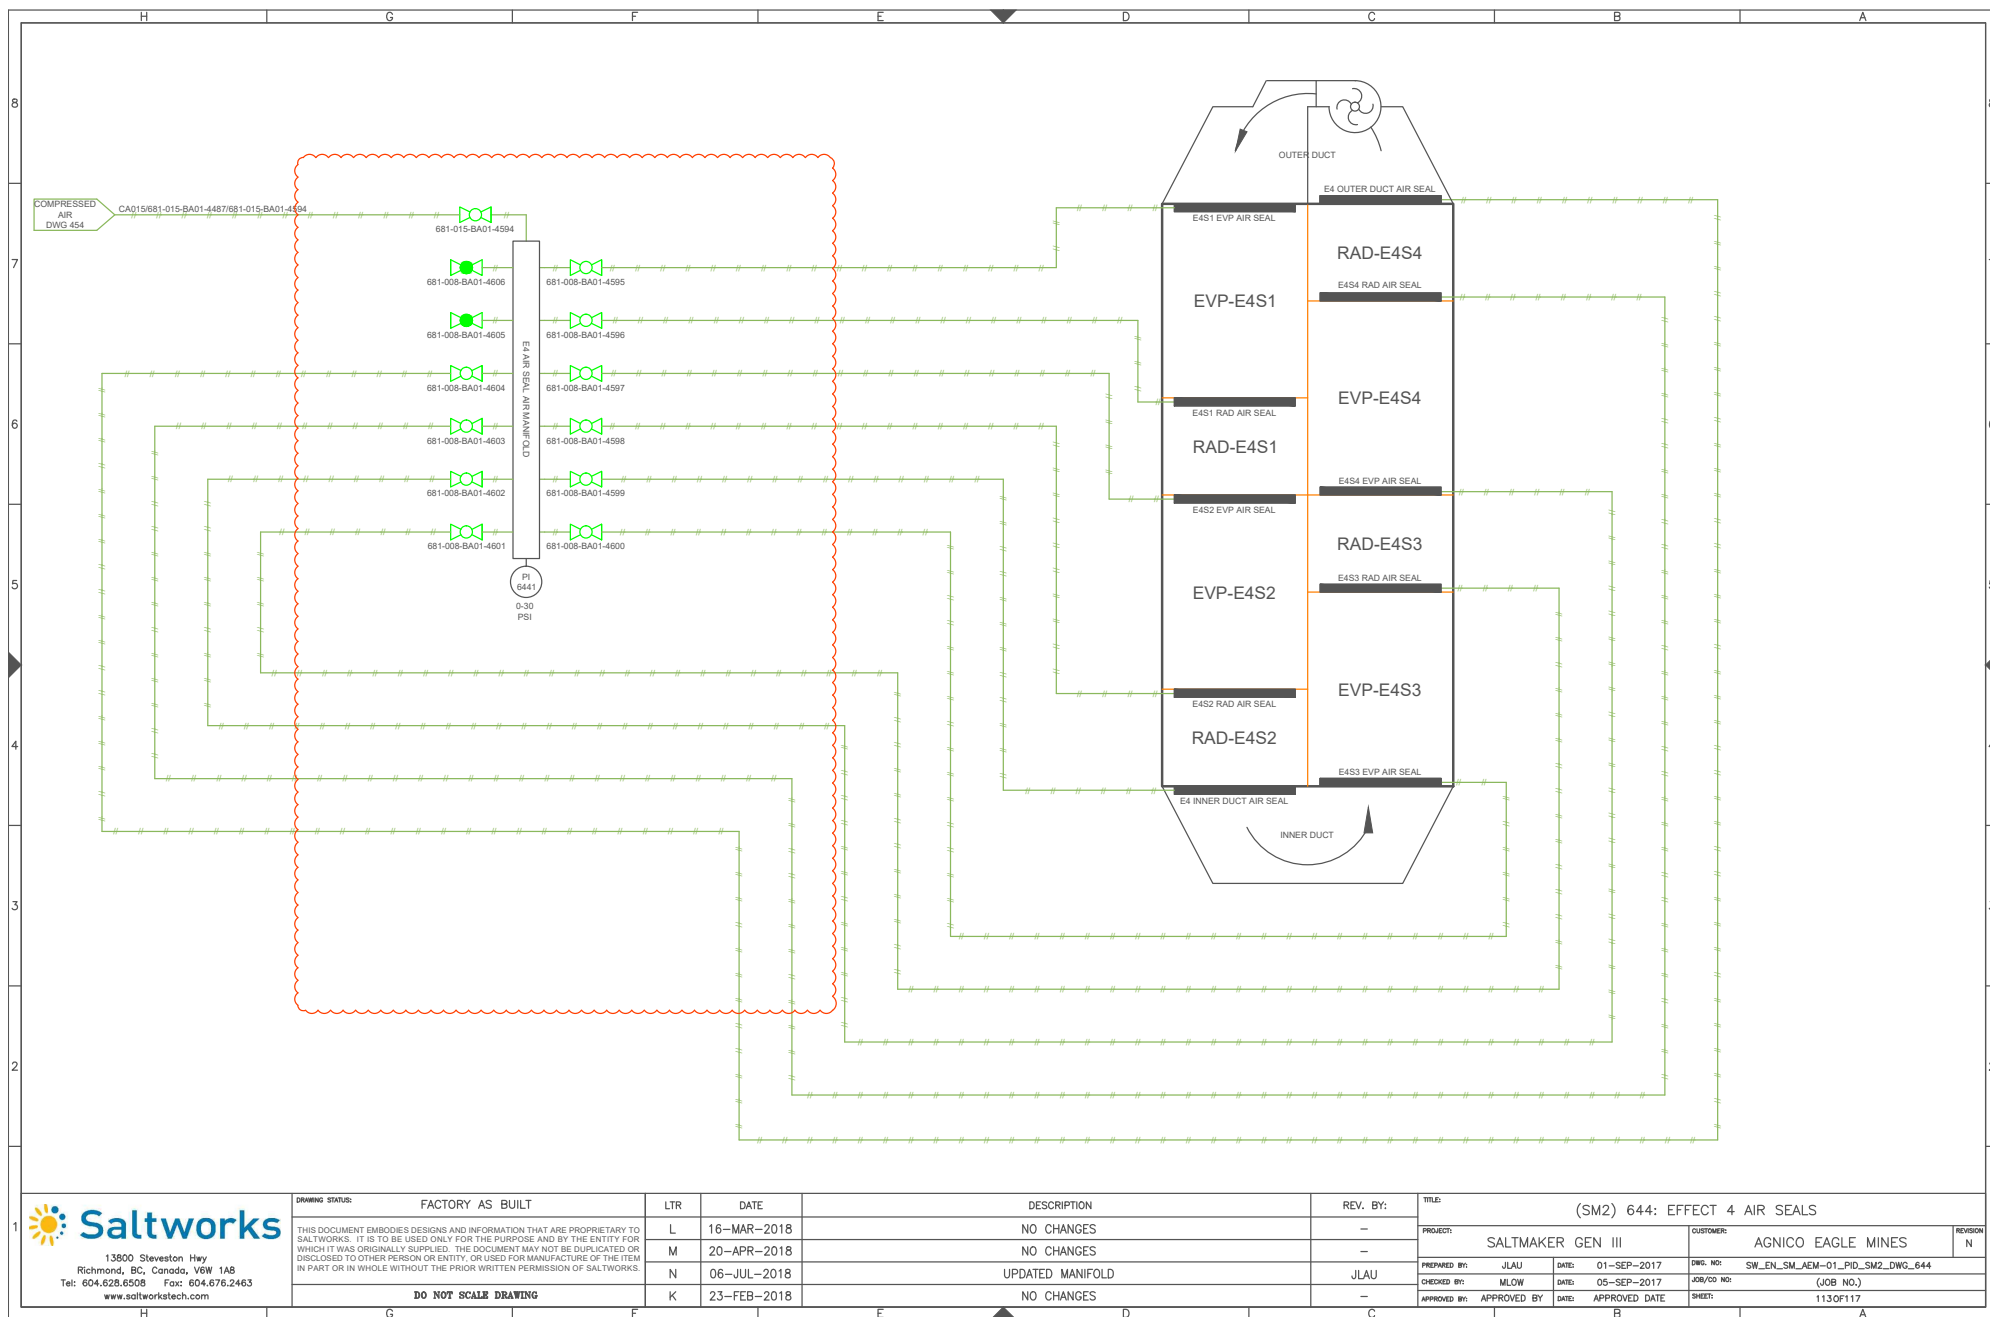 H G F E D C B A
8
OUTER DUCT
E4 OUTER DUCT AIR SEAL
COMPRESSED
AIR
DWG 454
CA015/681-015-BA01-4487/681-015-BA01-4594
681-015-BA01-4594
E4S1 EVP AIR SEAL
7
RAD-E4S4
681-008-BA01-4606
681-008-BA01-4595
E4S4 RAD AIR SEAL
EVP-E4S1
681-008-BA01-4605
681-008-BA01-4596
E4 AIR SEAL AIR MANIFOLD
681-008-BA01-4604
681-008-BA01-4597
EVP-E4S4
E4S1 RAD AIR SEAL
6
681-008-BA01-4603
681-008-BA01-4598
RAD-E4S1
E4S4 EVP AIR SEAL
681-008-BA01-4602
681-008-BA01-4599
E4S2 EVP AIR SEAL
681-008-BA01-4601
681-008-BA01-4600
RAD-E4S3
PI
6441
0-30
PSI
5
E4S3 RAD AIR SEAL
EVP-E4S2
EVP-E4S3
E4S2 RAD AIR SEAL
4
RAD-E4S2
E4S3 EVP AIR SEAL
E4 INNER DUCT AIR SEAL
INNER DUCT
3
2
1
Saltworks
13800 Steveston Hwy
Richmond, BC, Canada, V6W 1A8
Tel: 604.628.6508 Fax: 604.676.2463
www.saltworkstech.com
DRAWING STATUS:
FACTORY AS BUILT
THIS DOCUMENT EMBODIES DESIGNS AND INFORMATION THAT ARE PROPRIETARY TO
SALTWORKS. IT IS TO BE USED ONLY FOR THE PURPOSE AND BY THE ENTITY FOR
WHICH IT WAS ORIGINALLY SUPPLIED. THE DOCUMENT MAY NOT BE DUPLICATED OR
DISCLOSED TO OTHER PERSON OR ENTITY, OR USED FOR MANUFACTURE OF THE ITEM
IN PART OR IN WHOLE WITHOUT THE PRIOR WRITTEN PERMISSION OF SALTWORKS.
DO NOT SCALE DRAWING
LTR DATE DESCRIPTION REV. BY:
L 16-MAR-2018 NO CHANGES -
M 20-APR-2018 NO CHANGES -
N 06-JUL-2018 UPDATED MANIFOLD JLAU
K 23-FEB-2018 NO CHANGES -
TITLE:
(SM2) 644: EFFECT 4 AIR SEALS
PROJECT:
SALTMAKER GEN III
CUSTOMER:
AGNICO EAGLE MINES
REVISION
N
PREPARED BY: JLAU DATE: 01-SEP-2017 DWG. NO: SW_EN_SM_AEM-01_PID_SM2_DWG_644
CHECKED BY: MLOW DATE: 05-SEP-2017 JOB/CO NO: (JOB NO.)
APPROVED BY: APPROVED BY DATE: APPROVED DATE SHEET: 113OF117
H G F E D C B A